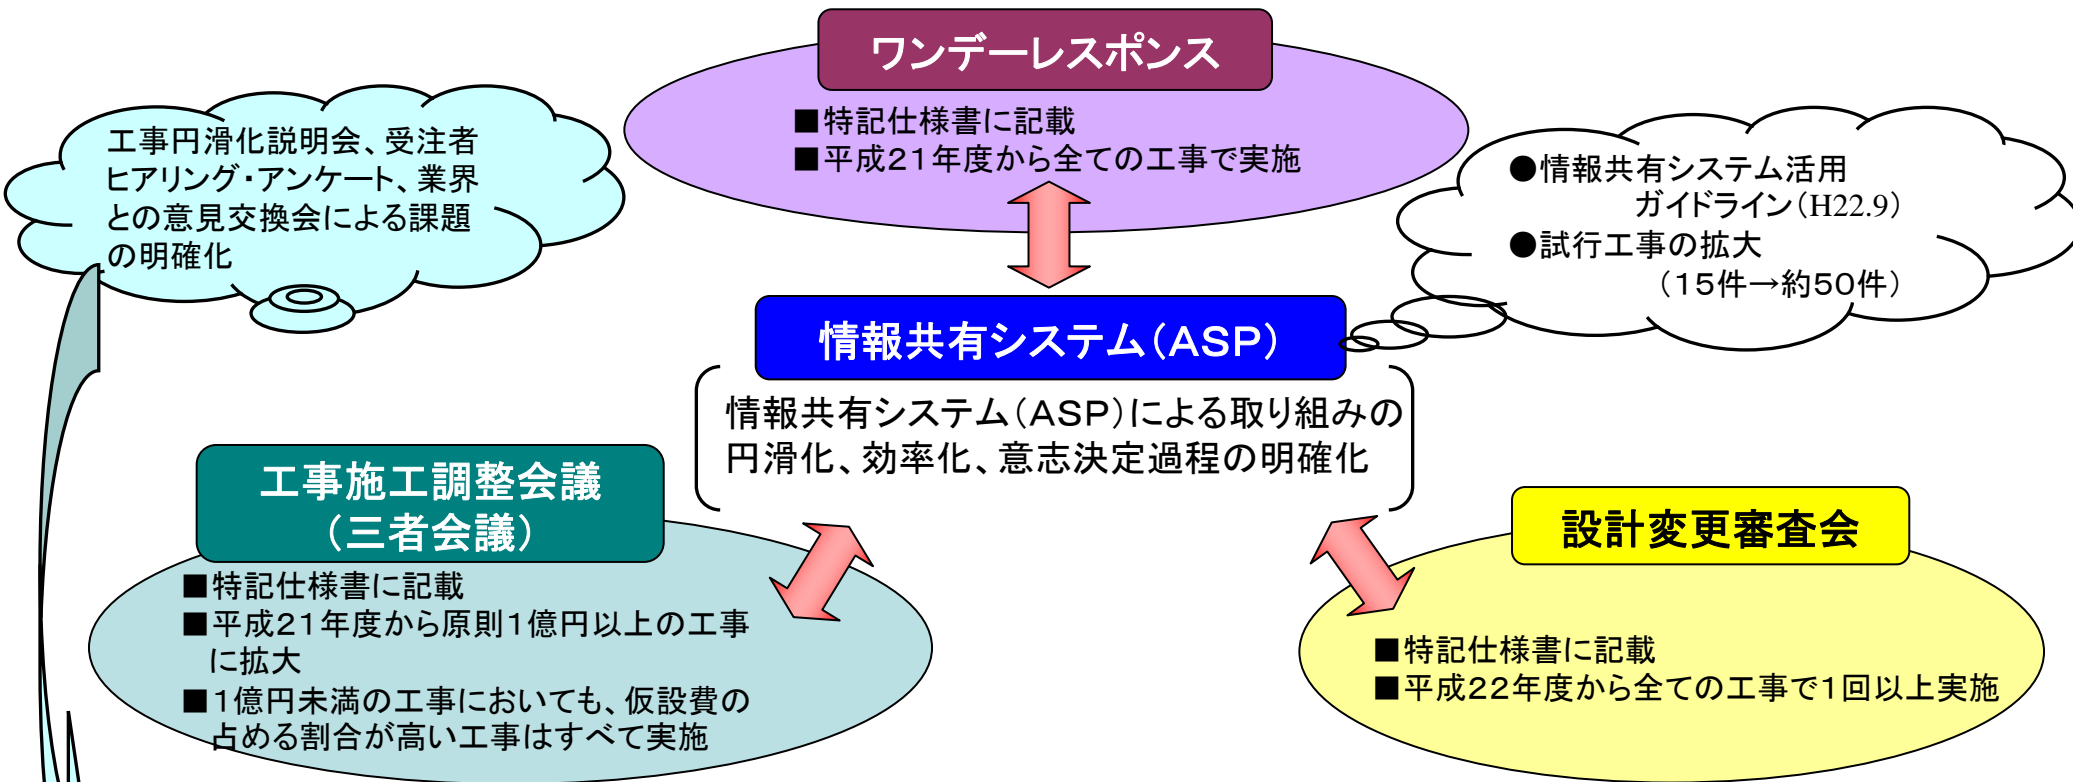 ワンデーレスポンス
■特記仕様書に記載
■平成21年度から全ての工事で実施
工事円滑化説明会、受注者
ヒアリング・アンケート、業界
との意見交換会による課題
の明確化
●情報共有システム活用
ガイドライン（H22.9）
●試行工事の拡大
（15件→約50件）
情報共有システム（ASP）
情報共有システム（ASP）による取り組みの
円滑化、効率化、意志決定過程の明確化
工事施工調整会議
（三者会議）
■特記仕様書に記載
■平成21年度から原則1億円以上の工事
に拡大
■1億円未満の工事においても、仮設費の
占める割合が高い工事はすべて実施
設計変更審査会
■特記仕様書に記載
■平成22年度から全ての工事で1回以上実施